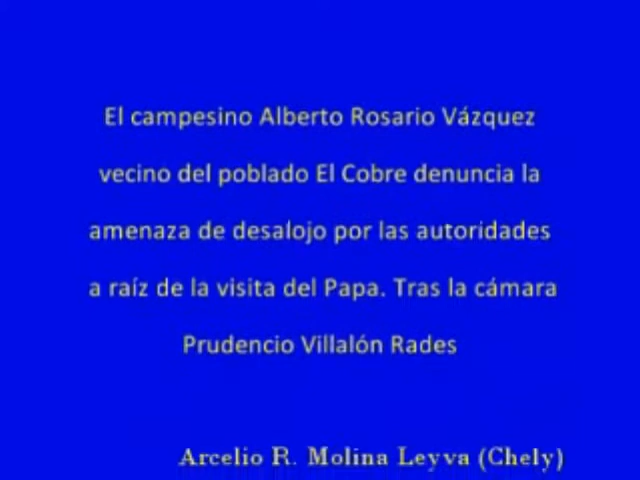 El campesino Alberto Rosario Vázquez
vecino del poblado El Cobre denuncia la
amenaza de desalojo por las autoridades
a raíz de la visita del Papa. Tras la cámara
Prudencio Villalón Rades
Arcelio R. Molina Leyva (Chely)